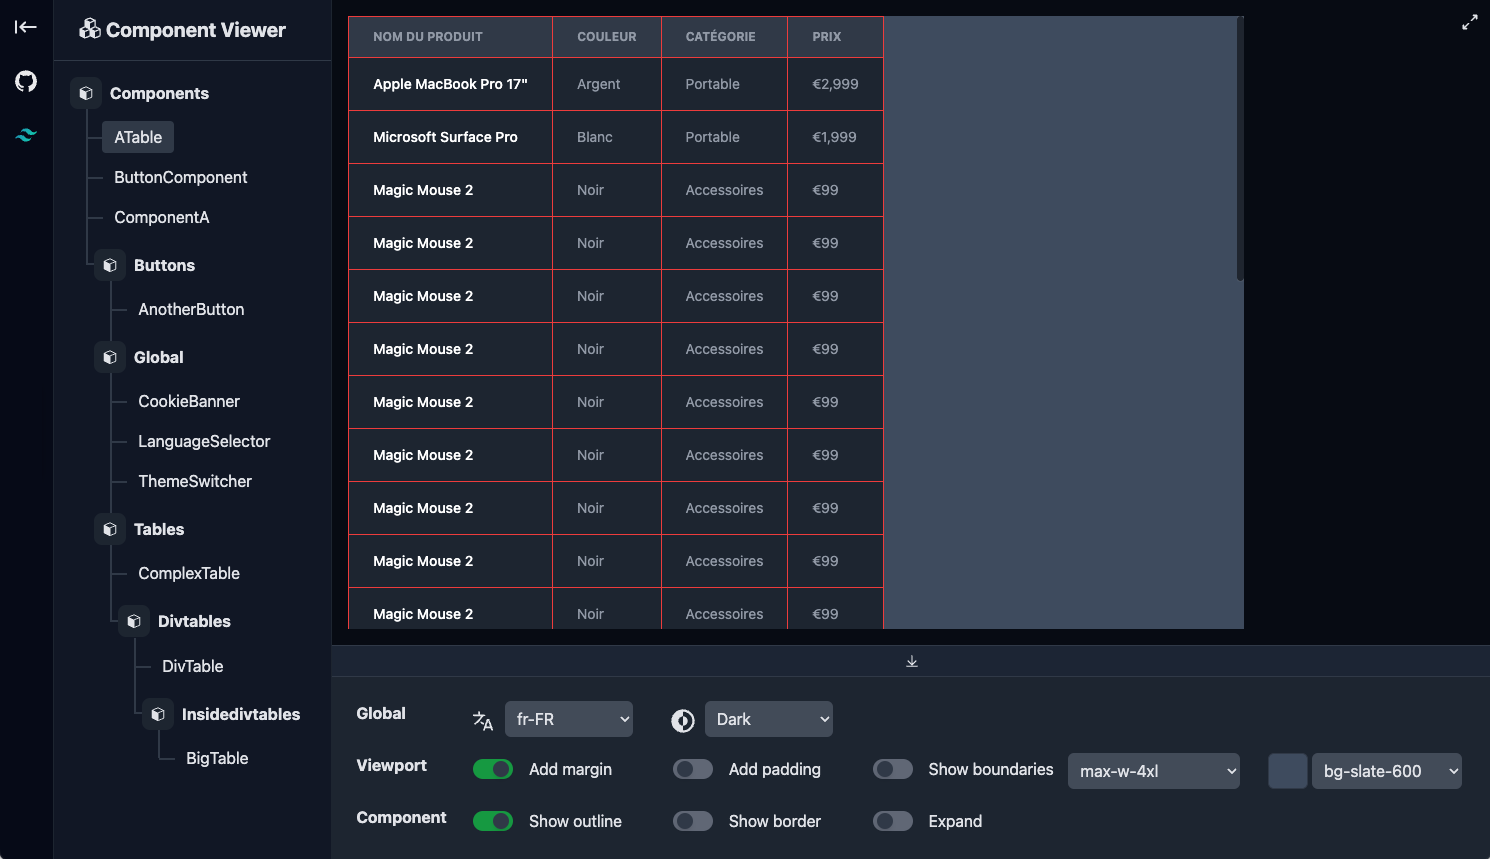 Component Viewer
Components
ATable
ButtonComponent
ComponentA
Buttons
AnotherButton
Global
CookieBanner
LanguageSelector
ThemeSwitcher
Tables
ComplexTable
Divtables
DivTable
Insidedivtables
BigTable
NOM DU PRODUIT COULEUR CATÉGORIE PRIX
Apple MacBook Pro 17" Argent Portable €2,999
Microsoft Surface Pro Blanc Portable €1,999
Magic Mouse 2 Noir Accessoires €99
Magic Mouse 2 Noir Accessoires €99
Magic Mouse 2 Noir Accessoires €99
Magic Mouse 2 Noir Accessoires €99
Magic Mouse 2 Noir Accessoires €99
Magic Mouse 2 Noir Accessoires €99
Magic Mouse 2 Noir Accessoires €99
Magic Mouse 2 Noir Accessoires €99
Magic Mouse 2 Noir Accessoires €99
Global fr-FR Dark
Viewport Add margin Add padding Show boundaries max-w-4xl bg-slate-600
Component Show outline Show border Expand